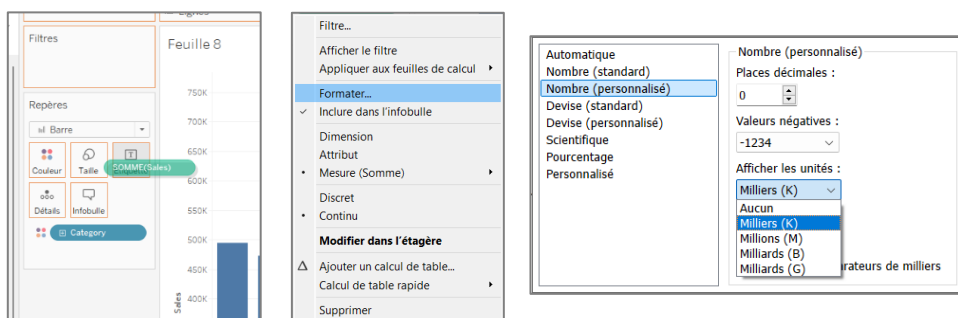 Filtres
Feuille 8
750K
700K
650K
600K
550K
500K
450K
400K
Sales
Repères
Barre
Couleur
Taille
SOMME(Sales)
Détails
Infobulle
Category
Filtre...
Afficher le filtre
Appliquer aux feuilles de calcul
Formater...
Inclure dans l'infobulle
Dimension
Attribut
Mesure (Somme)
Discret
Continu
Modifier dans l'étagère
Ajouter un calcul de table...
Calcul de table rapide
Supprimer
Automatique
Nombre (standard)
Nombre (personnalisé)
Devise (standard)
Devise (personnalisé)
Scientifique
Pourcentage
Personnalisé
Nombre (personnalisé)
Places décimales :
0
Valeurs négatives :
-1234
Afficher les unités :
Milliers (K)
Aucun
Milliers (K)
Millions (M)
Milliards (B)
Milliards (G)
de milliers